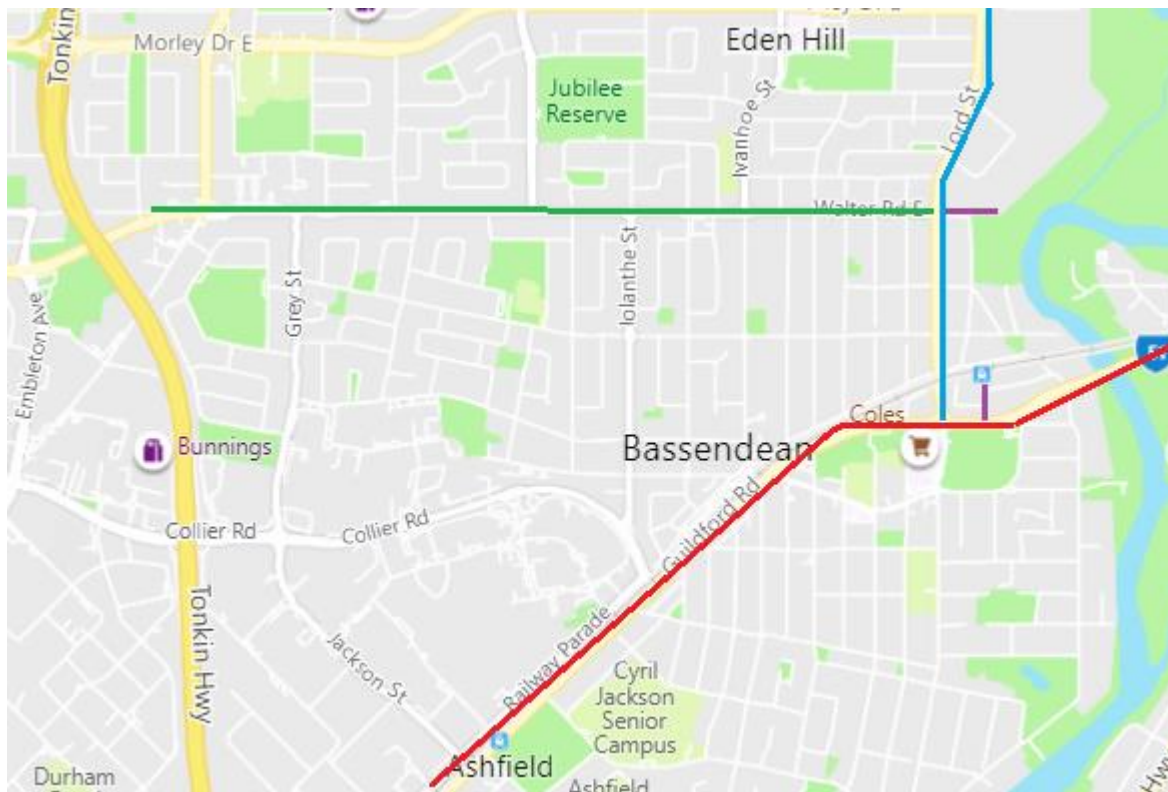 Tonkin
Morley Dr E
Eden Hill
Jubilee
Reserve
Ivanhoe St
Lord St
Walter Rd E
Iolanthe St
Grey St
Embleton Ave
Coles
Bunnings
Bassendean
Guildford Rd
Collier Rd
Collier Rd
Tonkin Hwy
Railway Parade
Jackson St
Cyril
Jackson
Senior
Campus
Ashfield
Durham
Ashfield